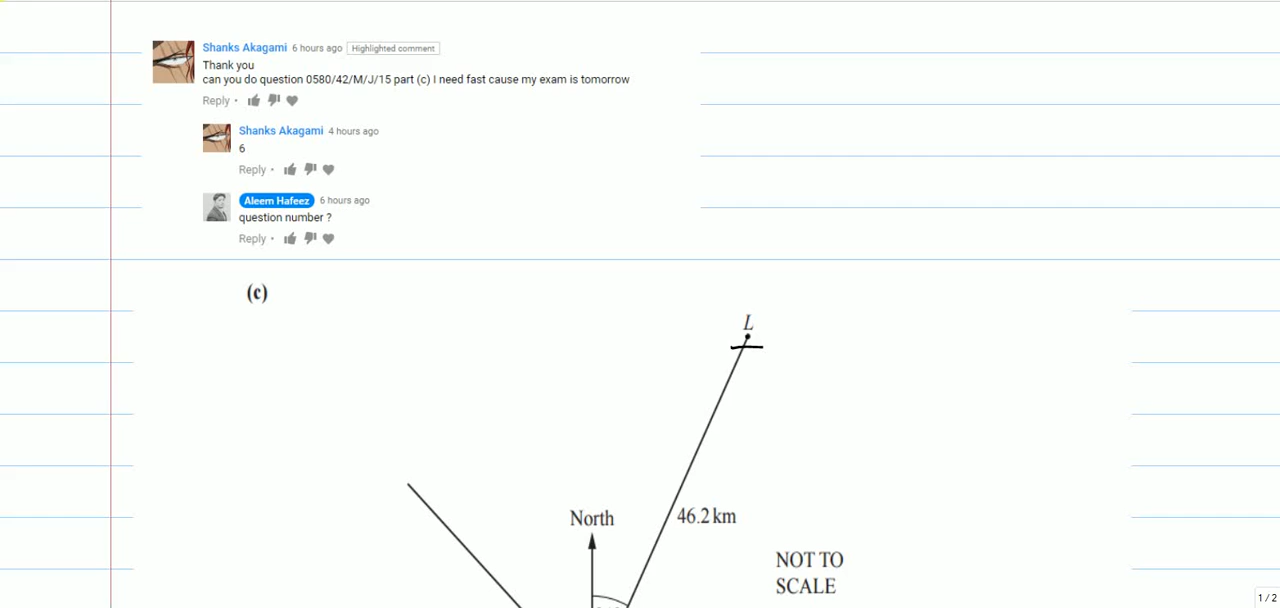 Shanks Akagami 6 hours ago Highlighted comment
Thank you
can you do question 0580/42/M/J/15 part (c) I need fast cause my exam is tomorrow
Reply
Shanks Akagami 4 hours ago
6
Reply
Aleem Hafeez 6 hours ago
question number ?
Reply
(c)
L
North
46.2 km
NOT TO
SCALE
1 / 2